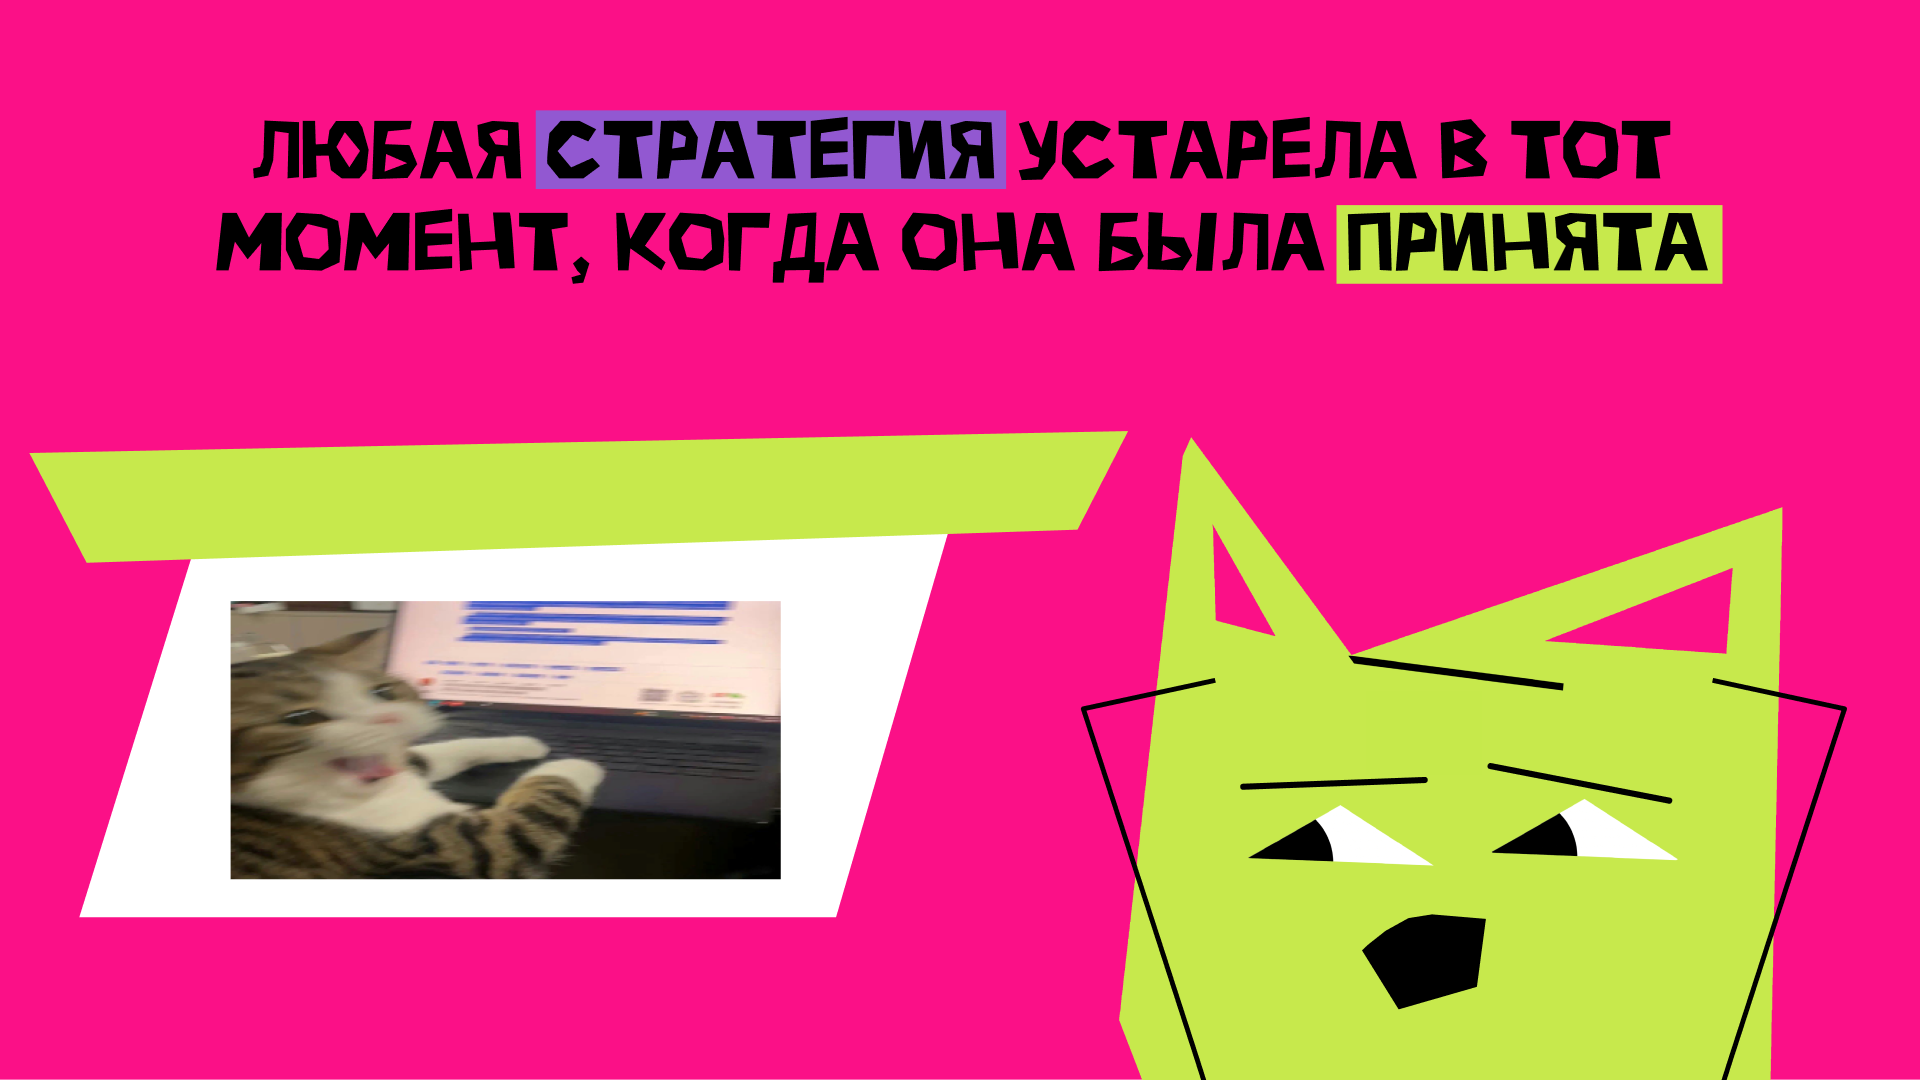 ЛЮБАЯ СТРАТЕГИЯ УСТАРЕЛА В ТОТ
МОМЕНТ, КОГДА ОНА БЫЛА ПРИНЯТА